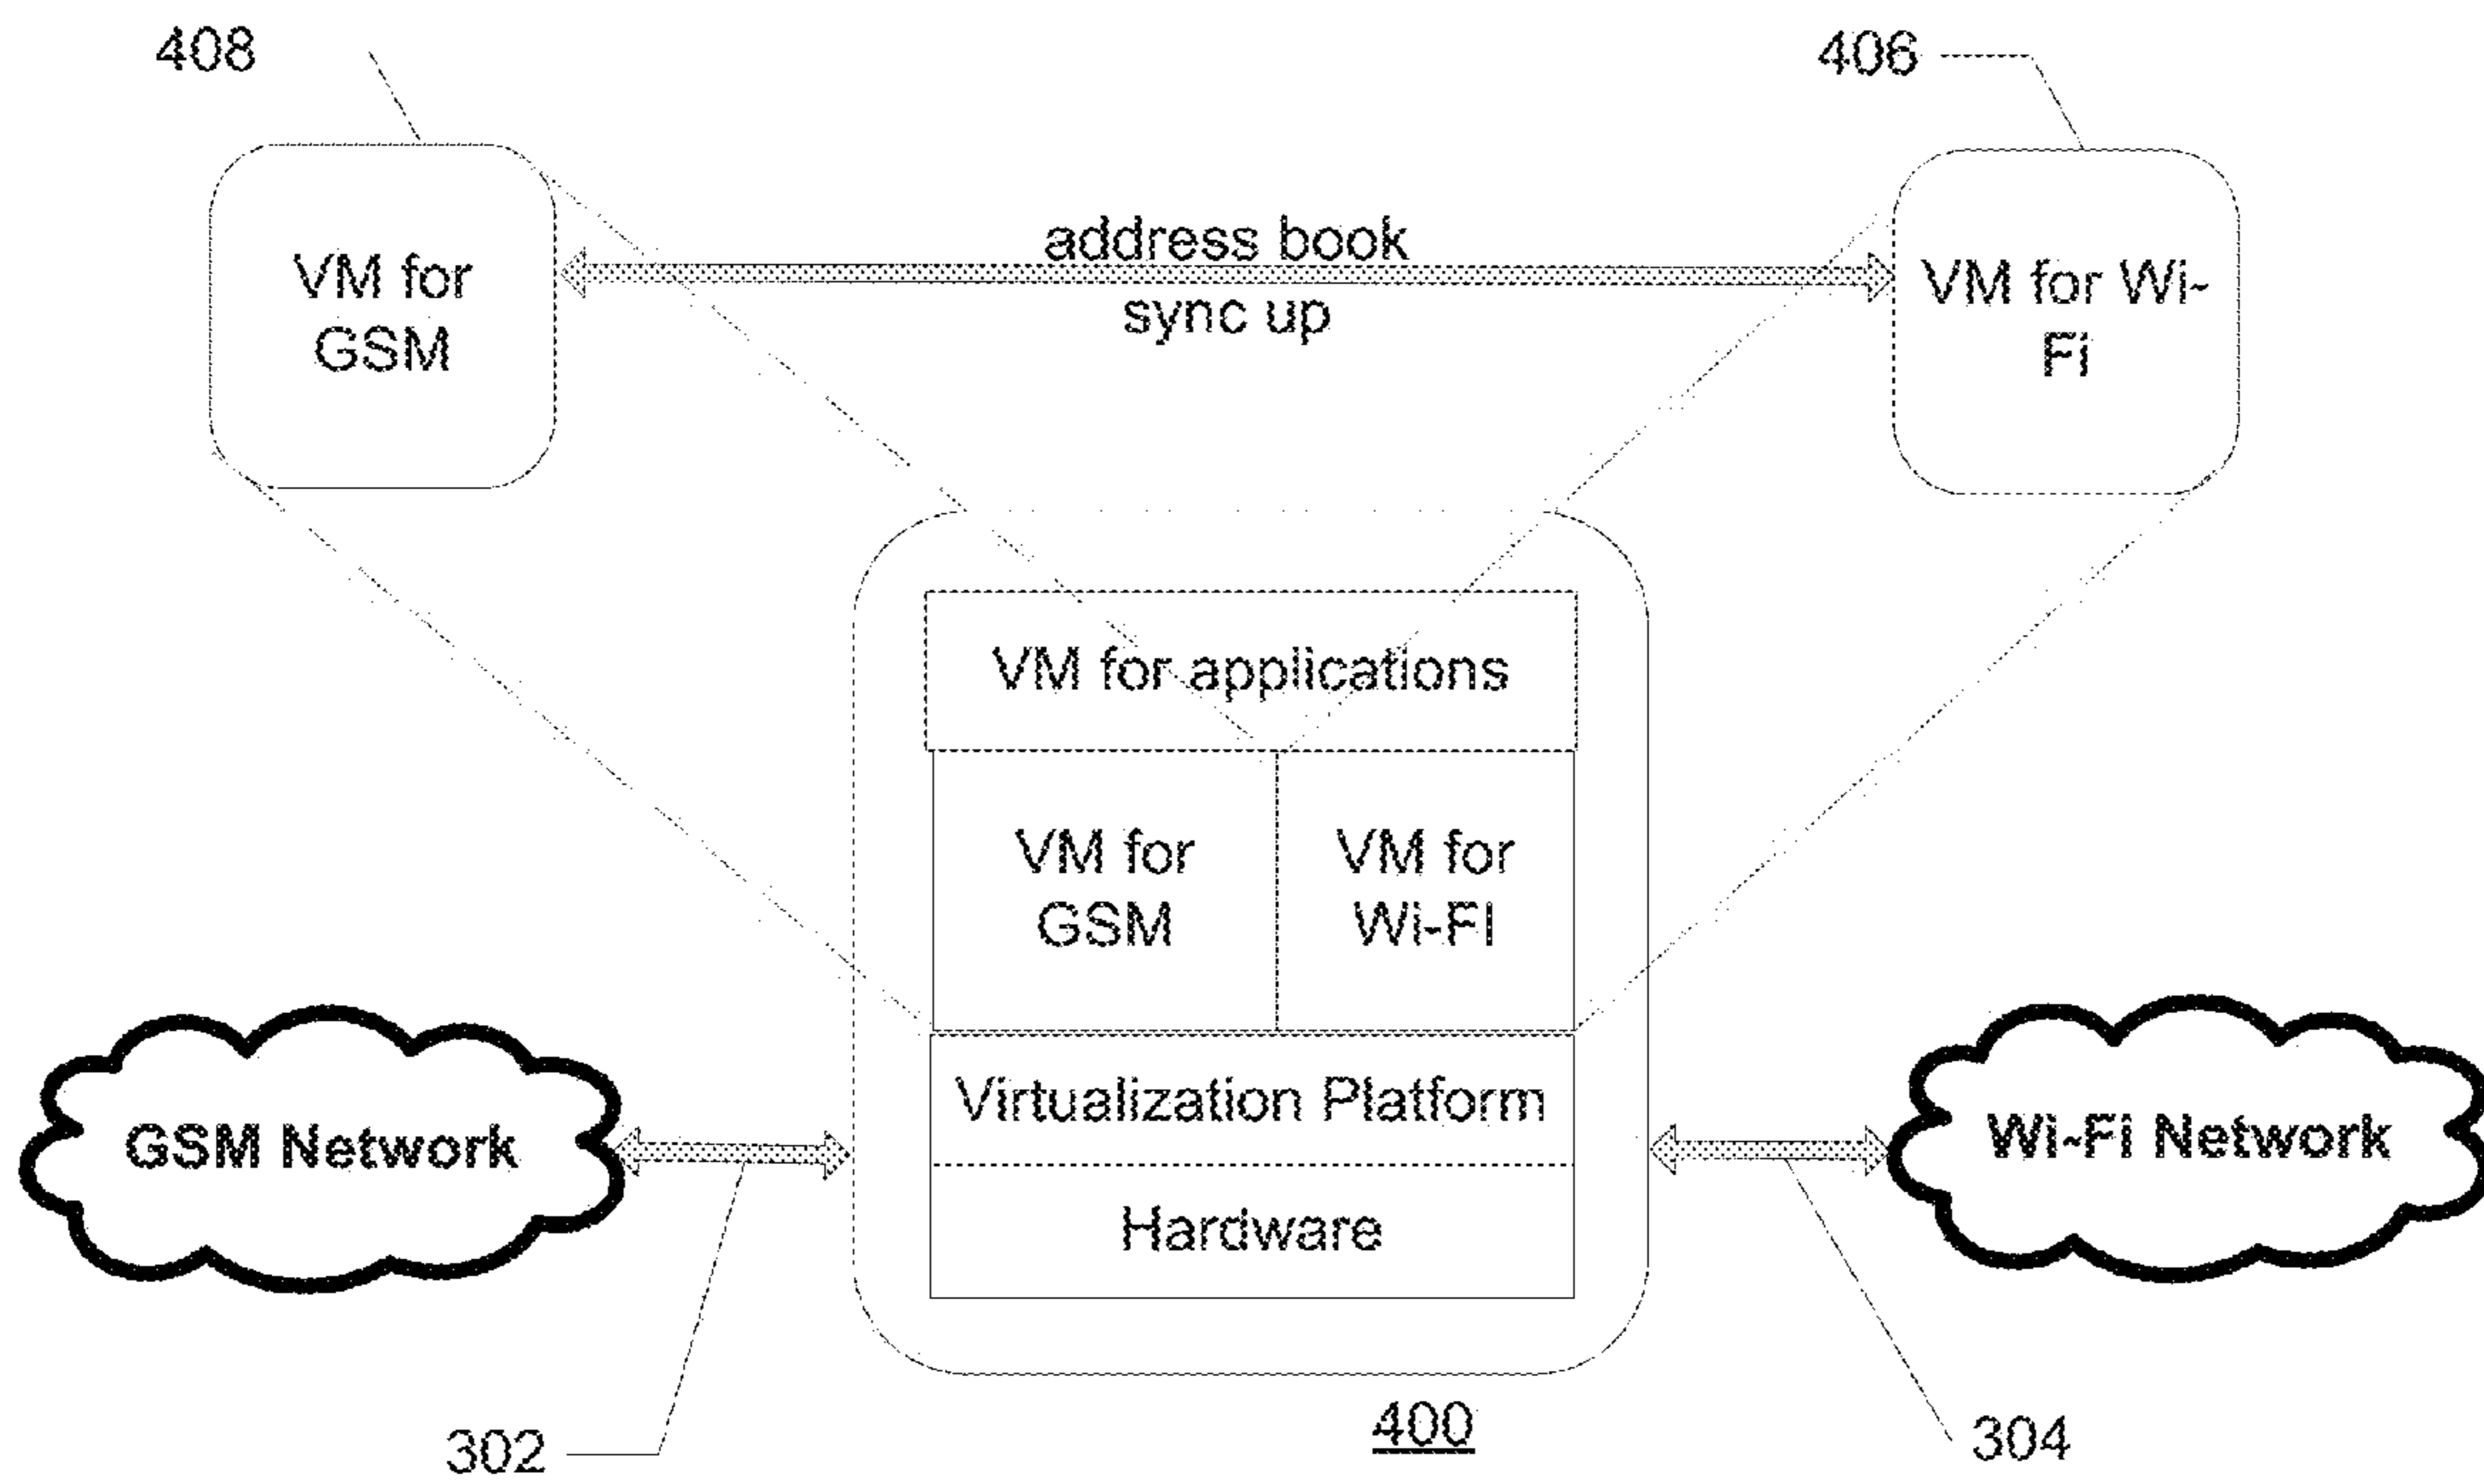 408
406
VM for
GSM
address book
sync up
VM for Wi-
Fi
VM for applications
VM for
GSM
VM for
Wi-FI
Virtualization Platform
GSM Network
Wi-Fi Network
Hardware
400
302
304